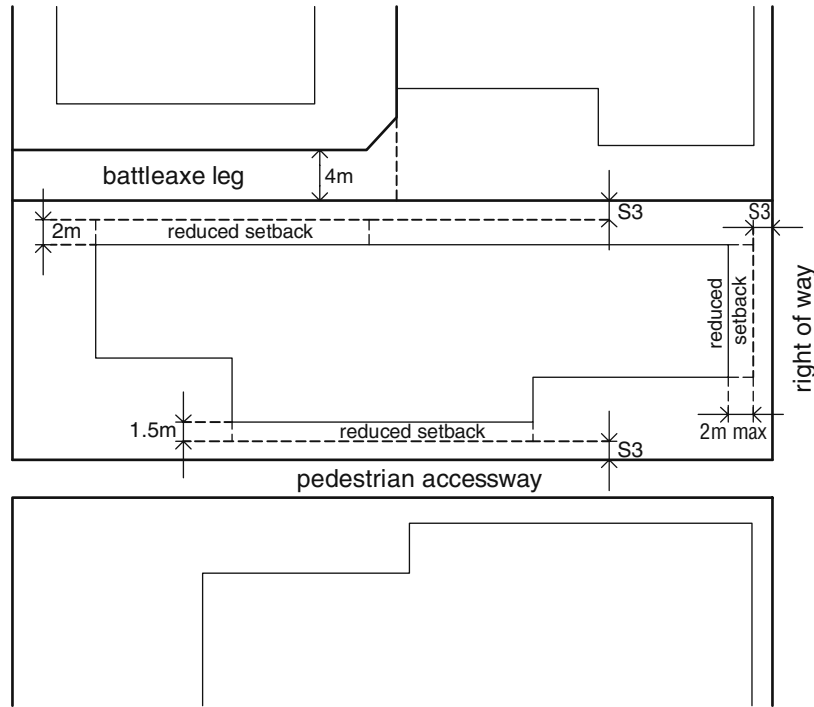 battleaxe leg
4m
S3
S3
2m
reduced setback
reduced
setback
right of way
1.5m
reduced setback
2m max
S3
pedestrian accessway